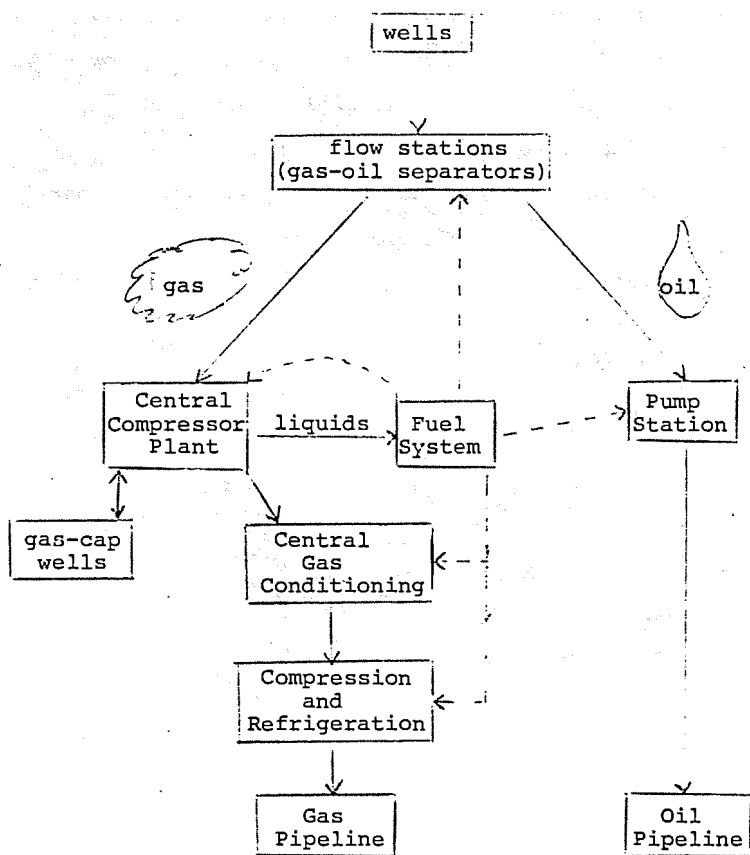 wells
flow stations
(gas-oil separators)
gas
oil
Central
Compressor
Plant
liquids
Fuel
System
Pump
Station
gas-cap
wells
Central
Gas
Conditioning
Compression
and
Refrigeration
Gas
Pipeline
Oil
Pipeline